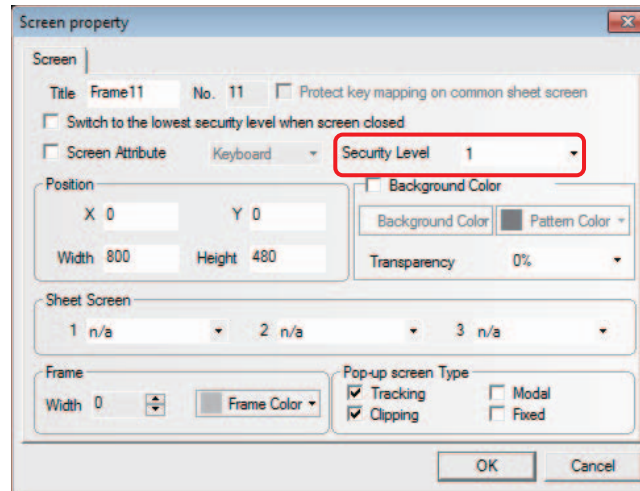 Screen property
Screen
Title Frame11 No. 11 Protect key mapping on common sheet screen
Switch to the lowest security level when screen closed
Screen Attribute Keyboard Security Level 1
Position Background Color
X 0 Y 0 Background Color Pattern Color
Width 800 Height 480 Transparency 0%
Sheet Screen
1 n/a 2 n/a 3 n/a
Frame Pop-up screen Type
Width 0 Frame Color Tracking Modal
Clipping Fixed
OK Cancel